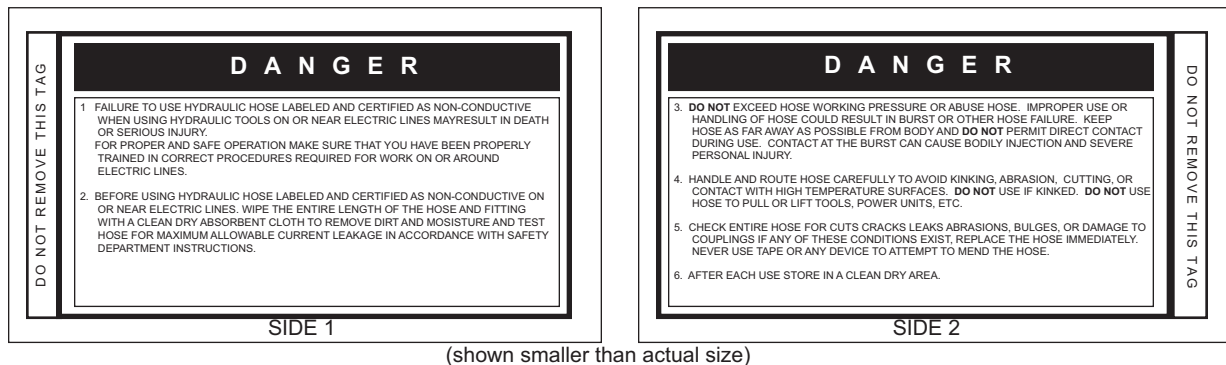 DO NOT REMOVE THIS TAG
D A N G E R
1 FAILURE TO USE HYDRAULIC HOSE LABELED AND CERTIFIED AS NON-CONDUCTIVE
WHEN USING HYDRAULIC TOOLS ON OR NEAR ELECTRIC LINES MAYRESULT IN DEATH
OR SERIOUS INJURY.
FOR PROPER AND SAFE OPERATION MAKE SURE THAT YOU HAVE BEEN PROPERLY
TRAINED IN CORRECT PROCEDURES REQUIRED FOR WORK ON OR AROUND
ELECTRIC LINES.
2. BEFORE USING HYDRAULIC HOSE LABELED AND CERTIFIED AS NON-CONDUCTIVE ON
OR NEAR ELECTRIC LINES. WIPE THE ENTIRE LENGTH OF THE HOSE AND FITTING
WITH A CLEAN DRY ABSORBENT CLOTH TO REMOVE DIRT AND MOSISTURE AND TEST
HOSE FOR MAXIMUM ALLOWABLE CURRENT LEAKAGE IN ACCORDANCE WITH SAFETY
DEPARTMENT INSTRUCTIONS.
SIDE 1
D A N G E R
3. DO NOT EXCEED HOSE WORKING PRESSURE OR ABUSE HOSE. IMPROPER USE OR
HANDLING OF HOSE COULD RESULT IN BURST OR OTHER HOSE FAILURE. KEEP
HOSE AS FAR AWAY AS POSSIBLE FROM BODY AND DO NOT PERMIT DIRECT CONTACT
DURING USE. CONTACT AT THE BURST CAN CAUSE BODILY INJECTION AND SEVERE
PERSONAL INJURY.
4. HANDLE AND ROUTE HOSE CAREFULLY TO AVOID KINKING, ABRASION, CUTTING, OR
CONTACT WITH HIGH TEMPERATURE SURFACES. DO NOT USE IF KINKED. DO NOT USE
HOSE TO PULL OR LIFT TOOLS, POWER UNITS, ETC.
5. CHECK ENTIRE HOSE FOR CUTS CRACKS LEAKS ABRASIONS, BULGES, OR DAMAGE TO
COUPLINGS IF ANY OF THESE CONDITIONS EXIST, REPLACE THE HOSE IMMEDIATELY.
NEVER USE TAPE OR ANY DEVICE TO ATTEMPT TO MEND THE HOSE.
6. AFTER EACH USE STORE IN A CLEAN DRY AREA.
DO NOT REMOVE THIS TAG
SIDE 2
(shown smaller than actual size)